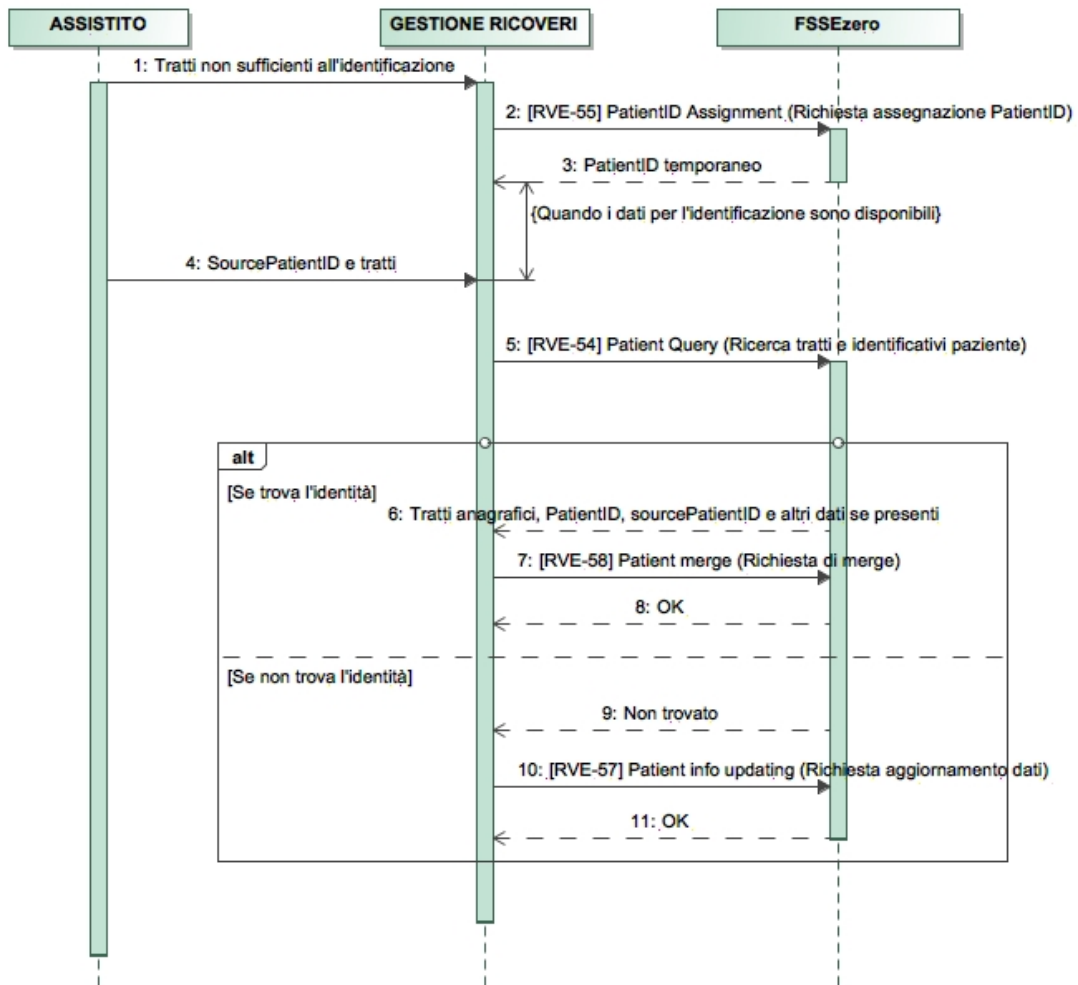 ASSISTITO
GESTIONE RICOVERI
FSSEzero
1: Tratti non sufficienti all'identificazione
2: [RVE-55] PatientID Assignment (Richiesta assegnazione PatientID)
3: PatientID temporaneo
{Quando i dati per l'identificazione sono disponibili}
4: SourcePatientID e tratti
5: [RVE-54] Patient Query (Ricerca tratti e identificativi paziente)
alt
[Se trova l'identità]
6: Tratti anagrafici, PatientID, sourcePatientID e altri dati se presenti
7: [RVE-58] Patient merge (Richiesta di merge)
8: OK
[Se non trova l'identità]
9: Non trovato
10: [RVE-57] Patient info updating (Richiesta aggiornamento dati)
11: OK